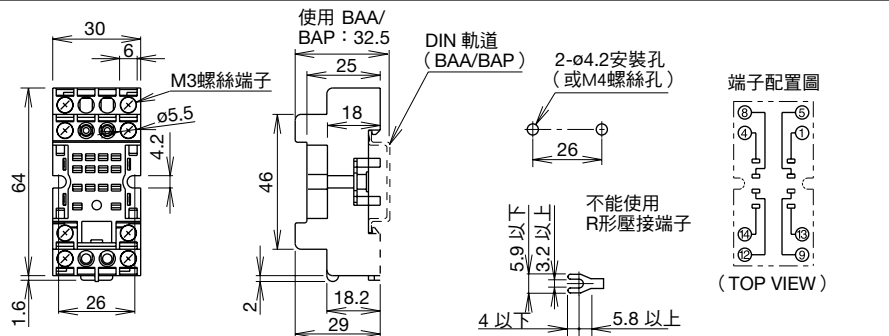 30
6
M3螺絲端子
ø5.5
4.2
64
1.6
26
使用 BAA/
BAP：32.5
25
18
46
2
18.2
29
DIN 軌道
（BAA/BAP）
2-ø4.2安裝孔
（或M4螺絲孔）
26
不能使用
R形壓接端子
5.9 以下
3.2 以上
4 以下
5.8 以上
端子配置圖
⑧ ⑤
④ ①
⑭ ⑬
⑫ ⑨
（TOP VIEW）